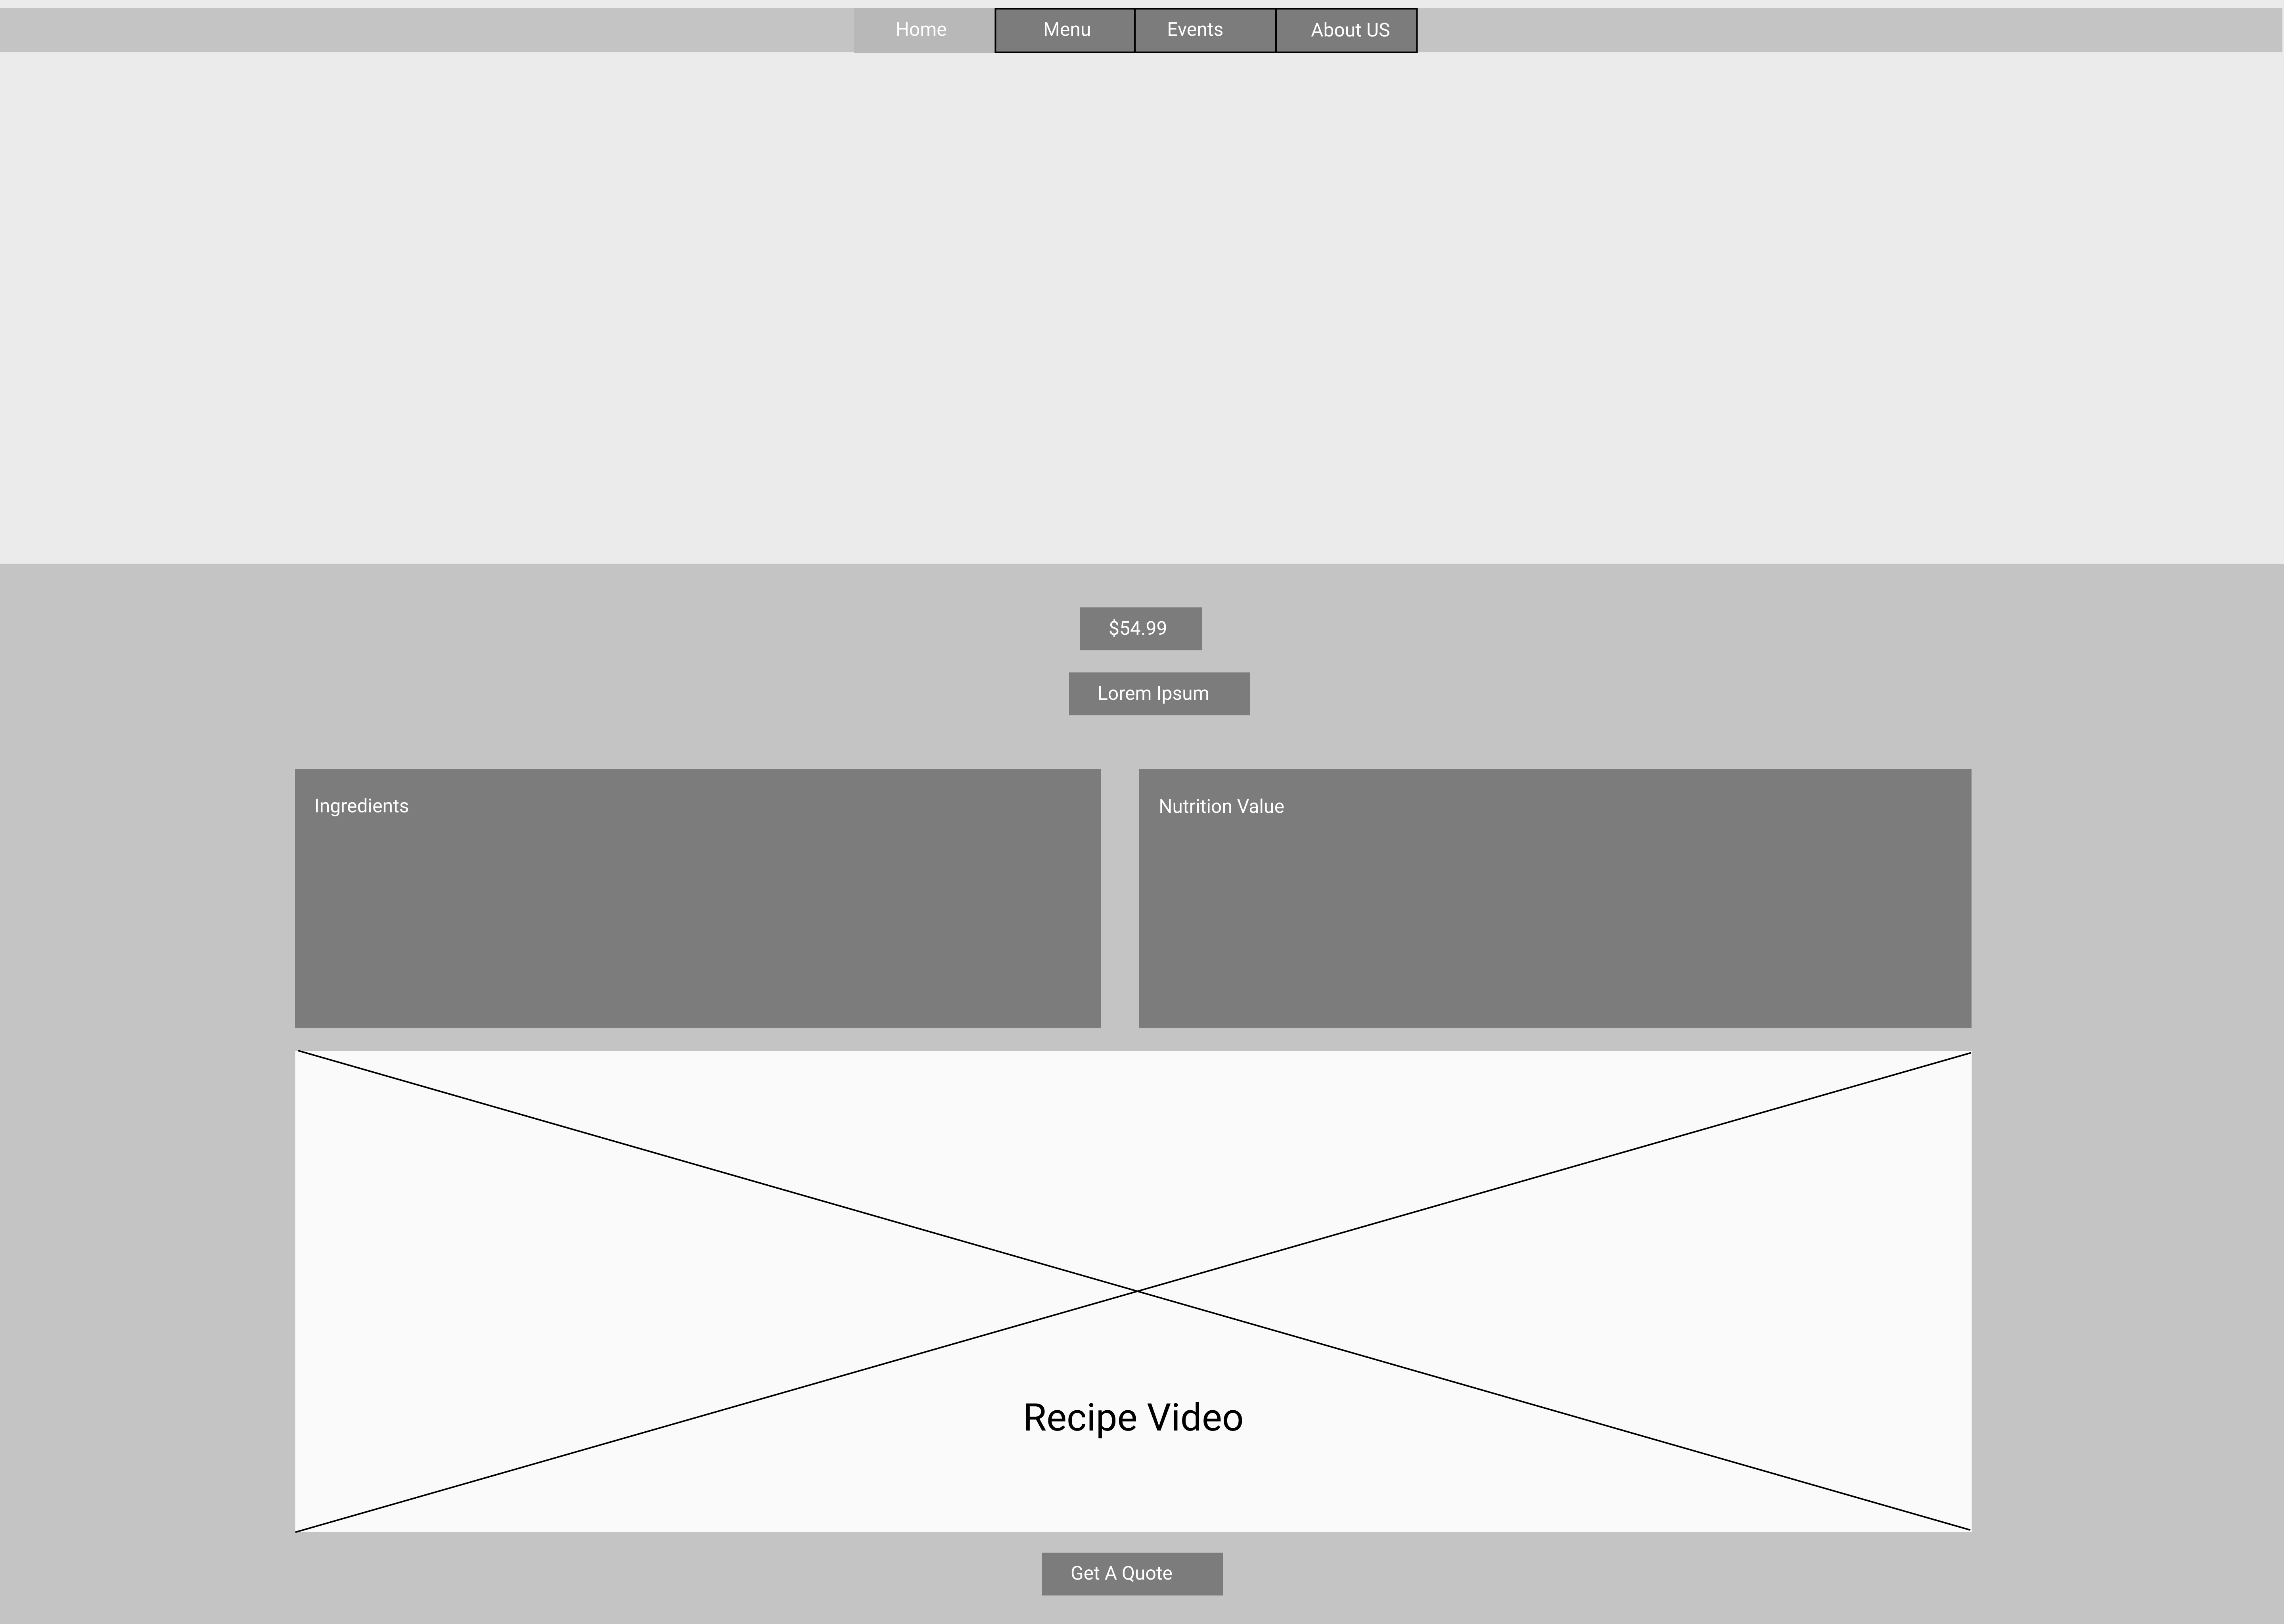 Home Menu Events About US
$54.99
Lorem Ipsum
Ingredients Nutrition Value
Recipe Video
Get A Quote